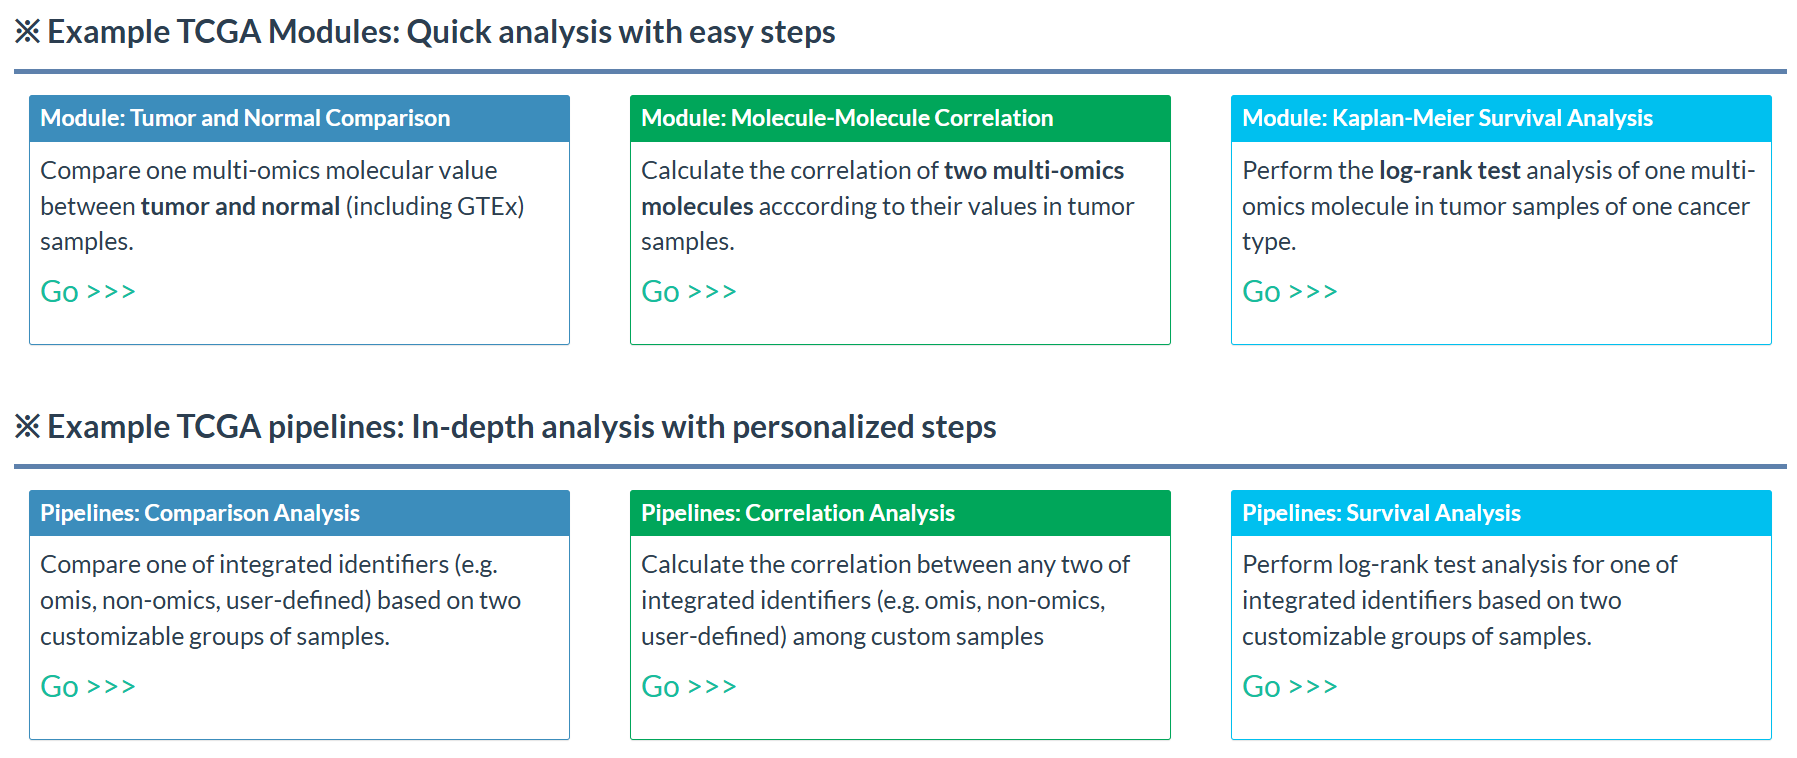 ※ Example TCGA Modules: Quick analysis with easy steps
Module: Tumor and Normal Comparison
Compare one multi-omics molecular value
between tumor and normal (including GTEx)
samples.
Go >>>
Module: Molecule-Molecule Correlation
Calculate the correlation of two multi-omics
molecules acccording to their values in tumor
samples.
Go >>>
Module: Kaplan-Meier Survival Analysis
Perform the log-rank test analysis of one multi-
omics molecule in tumor samples of one cancer
type.
Go >>>
※ Example TCGA pipelines: In-depth analysis with personalized steps
Pipelines: Comparison Analysis
Compare one of integrated identifiers (e.g.
omis, non-omics, user-defined) based on two
customizable groups of samples.
Go >>>
Pipelines: Correlation Analysis
Calculate the correlation between any two of
integrated identifiers (e.g. omis, non-omics,
user-defined) among custom samples
Go >>>
Pipelines: Survival Analysis
Perform log-rank test analysis for one of
integrated identifiers based on two
customizable groups of samples.
Go >>>